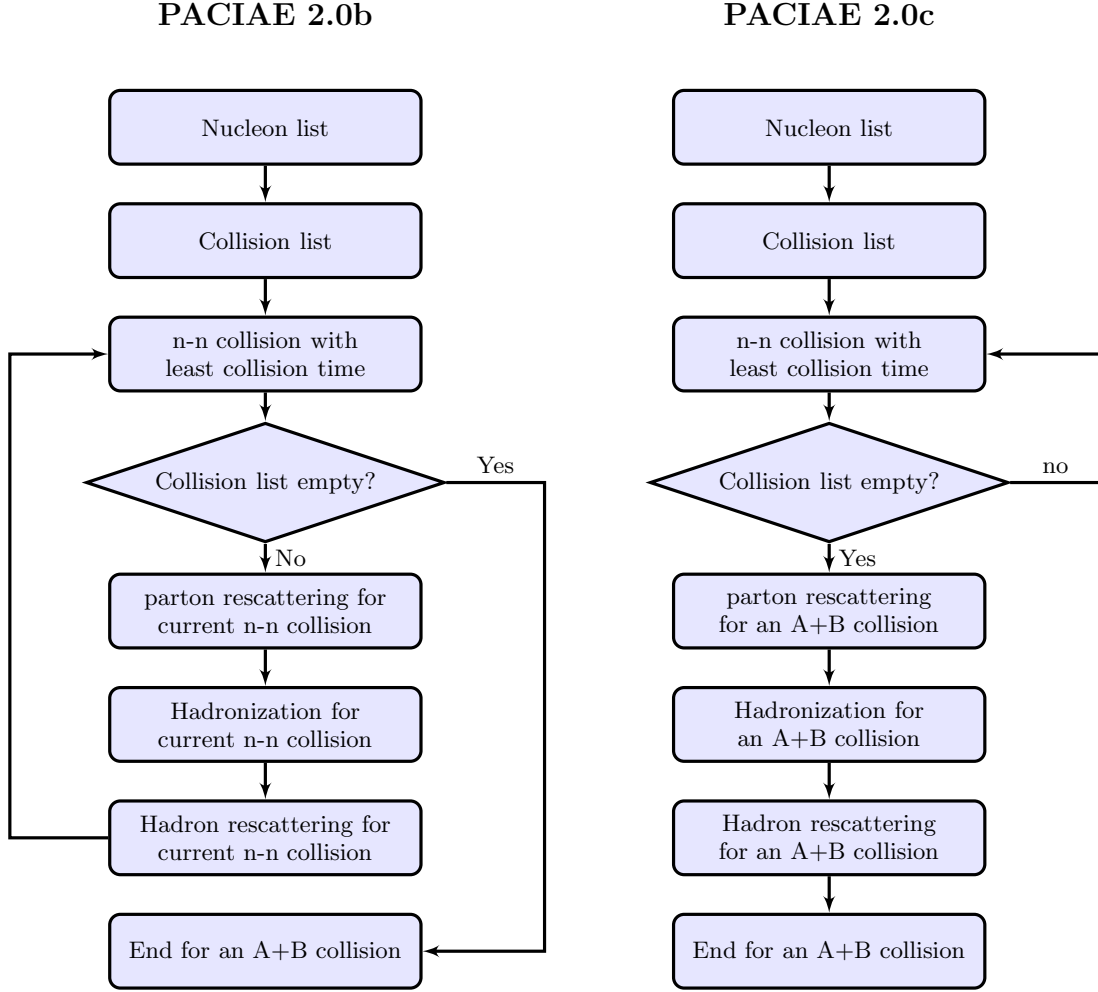 PACIAE 2.0b
Nucleon list
Collision list
n-n collision with
least collision time
Collision list empty?
Yes
No
parton rescattering for
current n-n collision
Hadronization for
current n-n collision
Hadron rescattering for
current n-n collision
End for an A+B collision
PACIAE 2.0c
Nucleon list
Collision list
n-n collision with
least collision time
Collision list empty?
no
Yes
parton rescattering
for an A+B collision
Hadronization for
an A+B collision
Hadron rescattering
for an A+B collision
End for an A+B collision